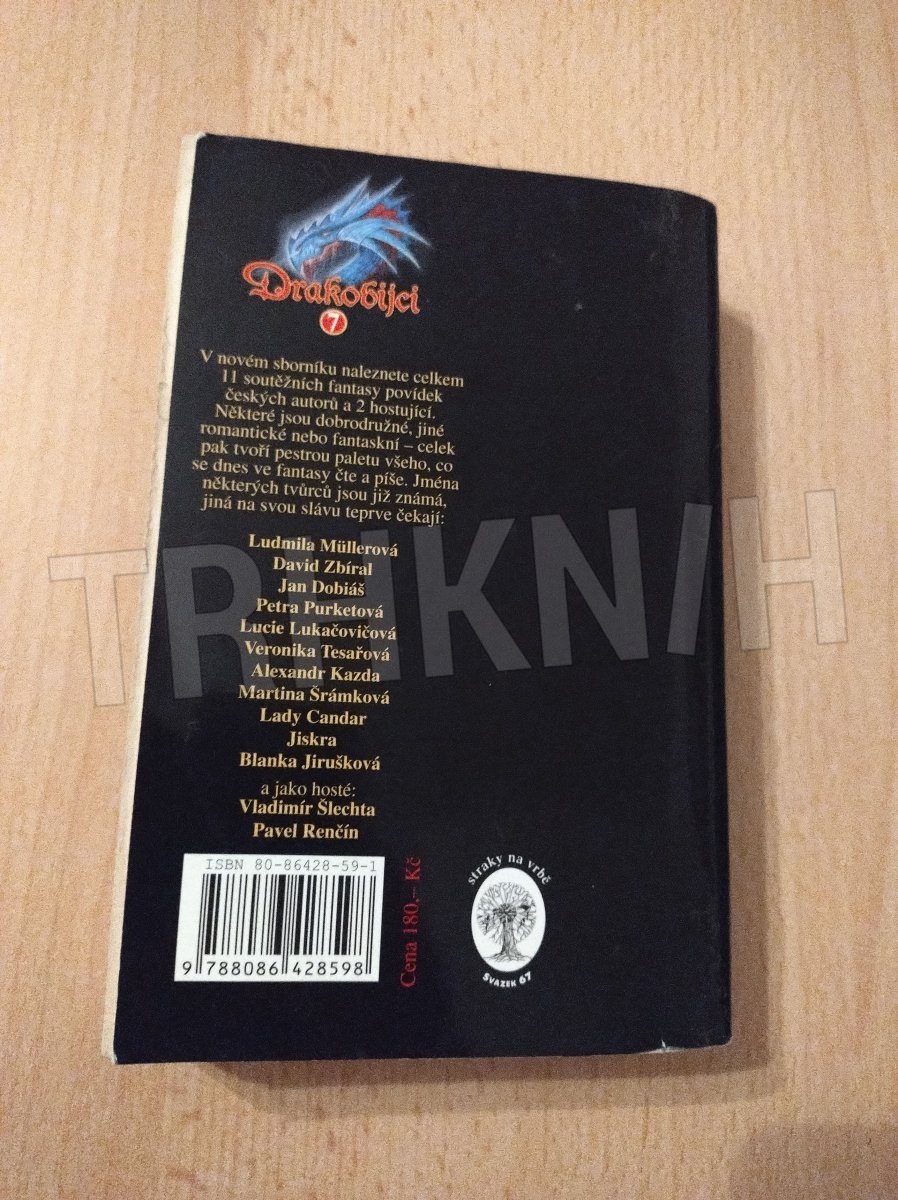 Drakobijci
7
V novém sborníku naleznete celkem
11 soutěžních fantasy povídek
českých autorů a 2 hostující.
Některé jsou dobrodružné, jiné
romantické nebo fantaskní – celek
pak tvoří pestrou paletu všeho, co
se dnes ve fantasy čte a píše. Jména
některých tvůrců jsou již známá,
jiná na svou slávu teprve čekají:
Ludmila Müllerová
David Zbíral
Jan Dobiáš
Petra Purketová
Lucie Lukačovičová
Veronika Tesařová
Alexandr Kazda
Martina Šrámková
Lady Candar
Jiskra
Blanka Jirušková
a jako hosté:
Vladimír Šlechta
Pavel Renčín
ISBN 80-86428-59-1
9 788086 428598
Cena 180,– Kč
straky na vrbě
SVAZEK 67
TRHKNIH